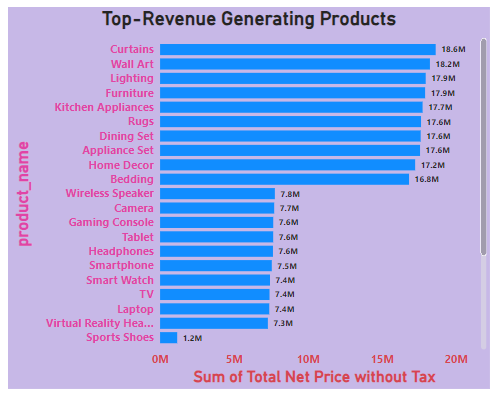 Top-Revenue Generating Products
product_name
Curtains 18.6M
Wall Art 18.2M
Lighting 17.9M
Furniture 17.9M
Kitchen Appliances 17.7M
Rugs 17.6M
Dining Set 17.6M
Appliance Set 17.6M
Home Decor 17.2M
Bedding 16.8M
Wireless Speaker 7.8M
Camera 7.7M
Gaming Console 7.6M
Tablet 7.6M
Headphones 7.6M
Smartphone 7.5M
Smart Watch 7.4M
TV 7.4M
Laptop 7.4M
Virtual Reality Hea... 7.3M
Sports Shoes 1.2M
0M 5M 10M 15M 20M
Sum of Total Net Price without Tax